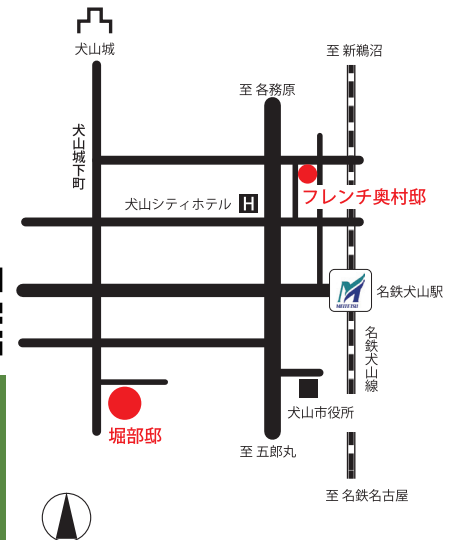 犬山城
至 新鵜沼
至 各務原
犬山城下町
フレンチ奥村邸
犬山シティホテル
H
名鉄犬山駅
MEITETSU
名鉄犬山線
犬山市役所
堀部邸
至 五郎丸
至 名鉄名古屋